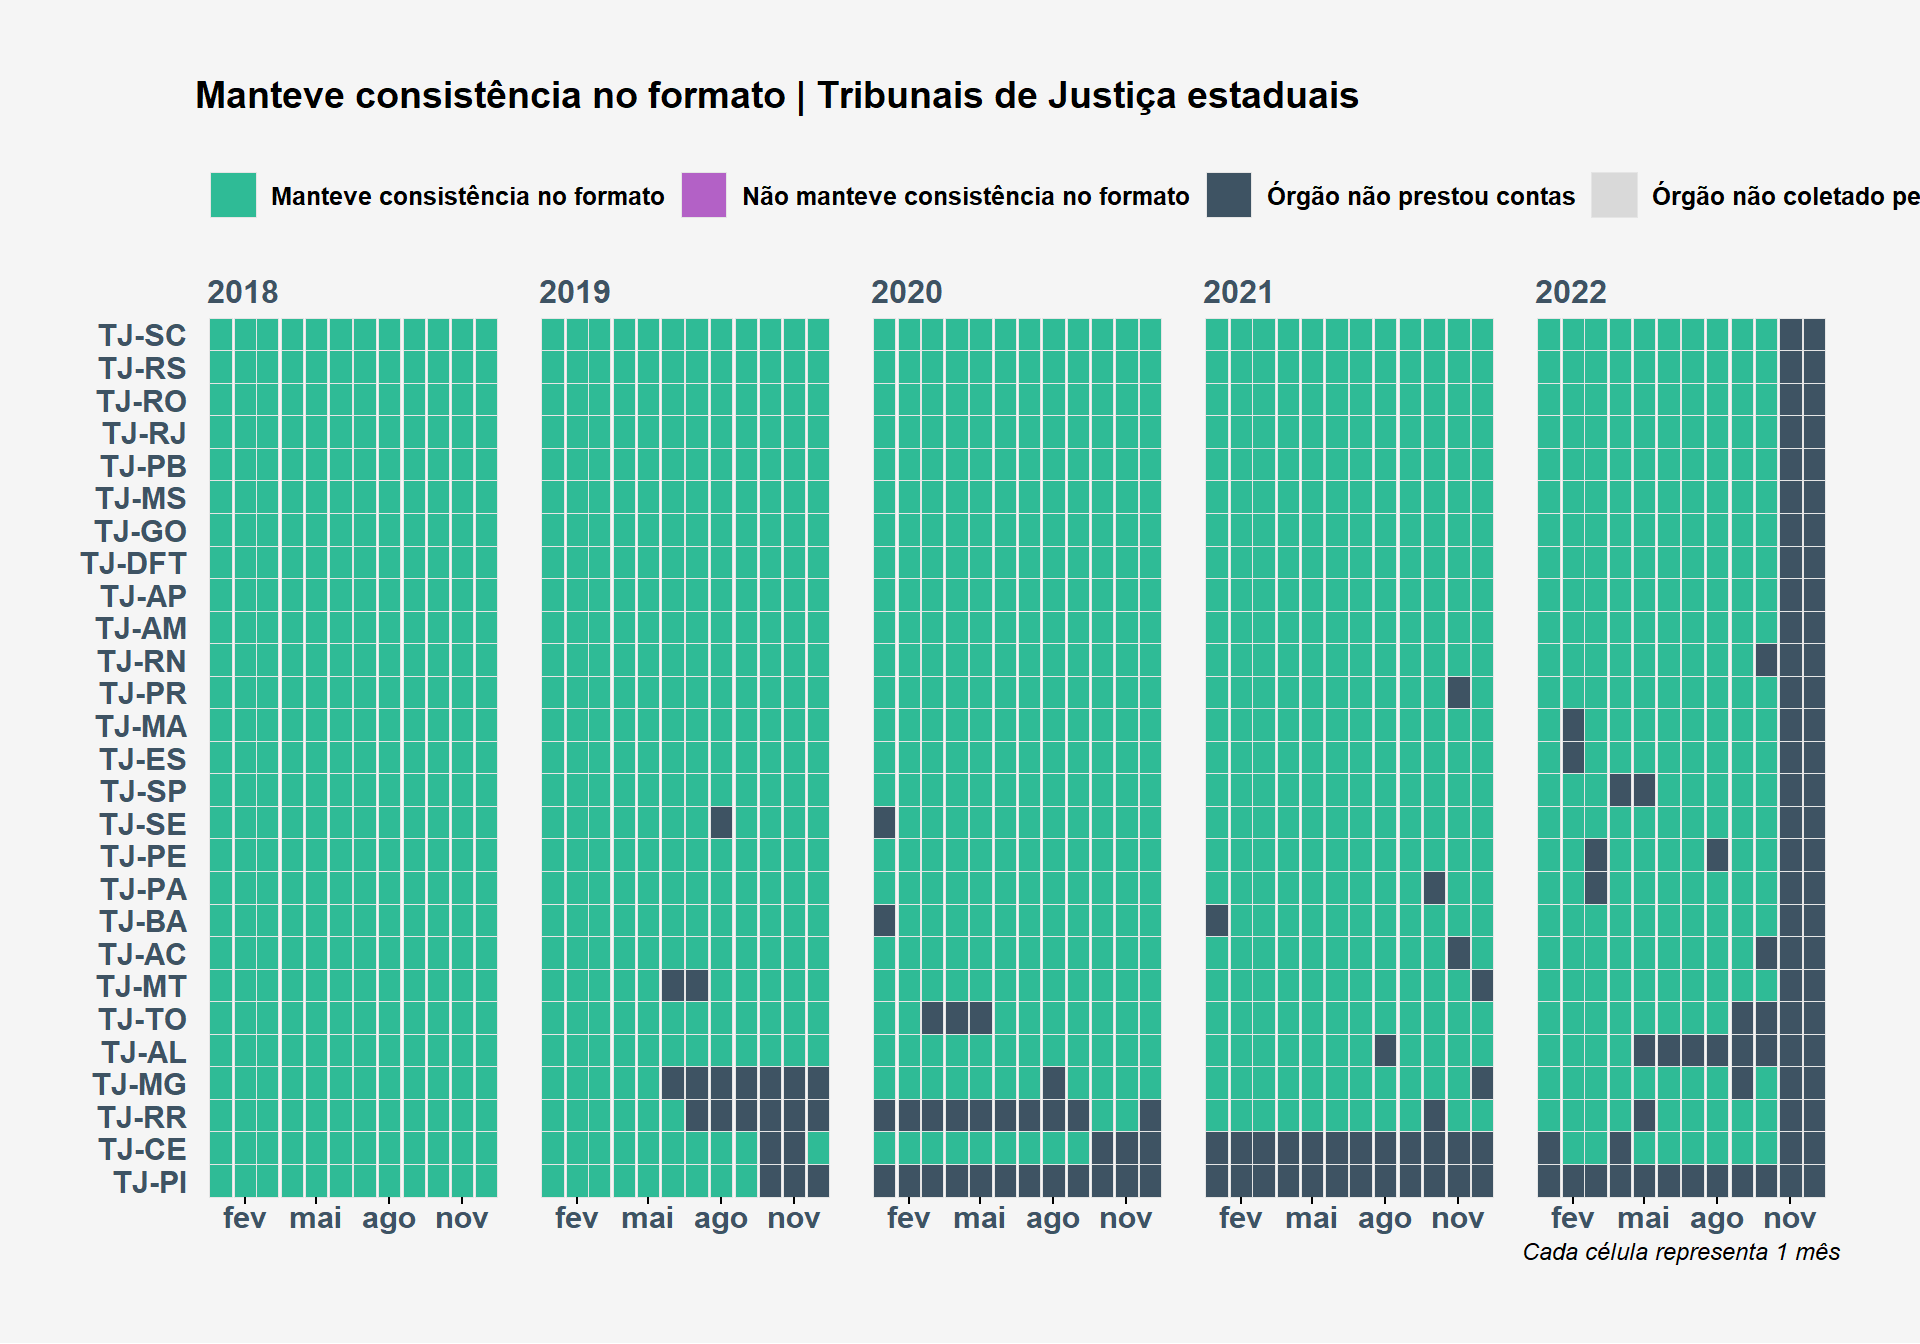 Manteve consistência no formato | Tribunais de Justiça estaduais
Manteve consistência no formato Não manteve consistência no formato Órgão não prestou contas Órgão não coletado pe
2018 2019 2020 2021 2022
TJ-SC
TJ-RS
TJ-RO
TJ-RJ
TJ-PB
TJ-MS
TJ-GO
TJ-DFT
TJ-AP
TJ-AM
TJ-RN
TJ-PR
TJ-MA
TJ-ES
TJ-SP
TJ-SE
TJ-PE
TJ-PA
TJ-BA
TJ-AC
TJ-MT
TJ-TO
TJ-AL
TJ-MG
TJ-RR
TJ-CE
TJ-PI
fev mai ago nov fev mai ago nov fev mai ago nov fev mai ago nov fev mai ago nov
Cada célula representa 1 mês